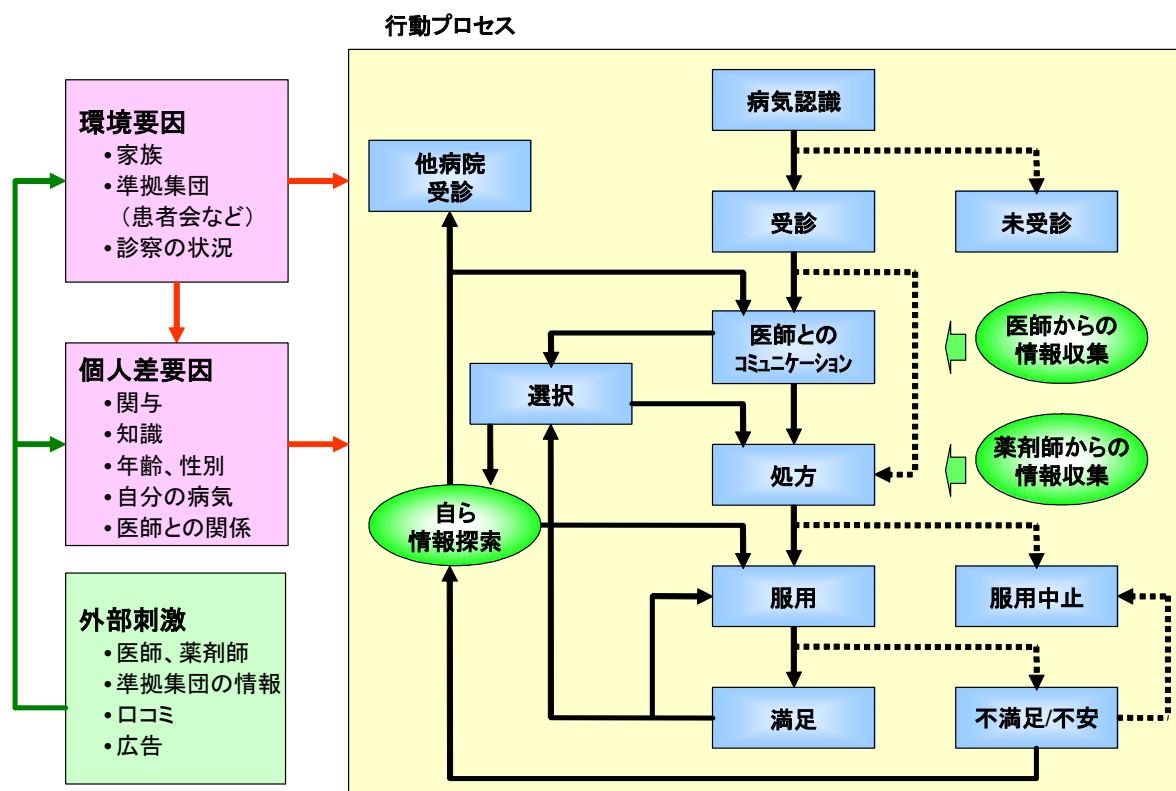 行動プロセス
環境要因
•家族
•準拠集団
(患者会など)
•診察の状況
個人差要因
•関与
•知識
•年齢、性別
•自分の病気
•医師との関係
外部刺激
•医師、薬剤師
•準拠集団の情報
•口コミ
•広告
病気認識
他病院
受診
受診
未受診
医師との
コミュニケーション
医師からの
情報収集
選択
処方
薬剤師からの
情報収集
自ら
情報探索
服用
服用中止
満足
不満足/不安